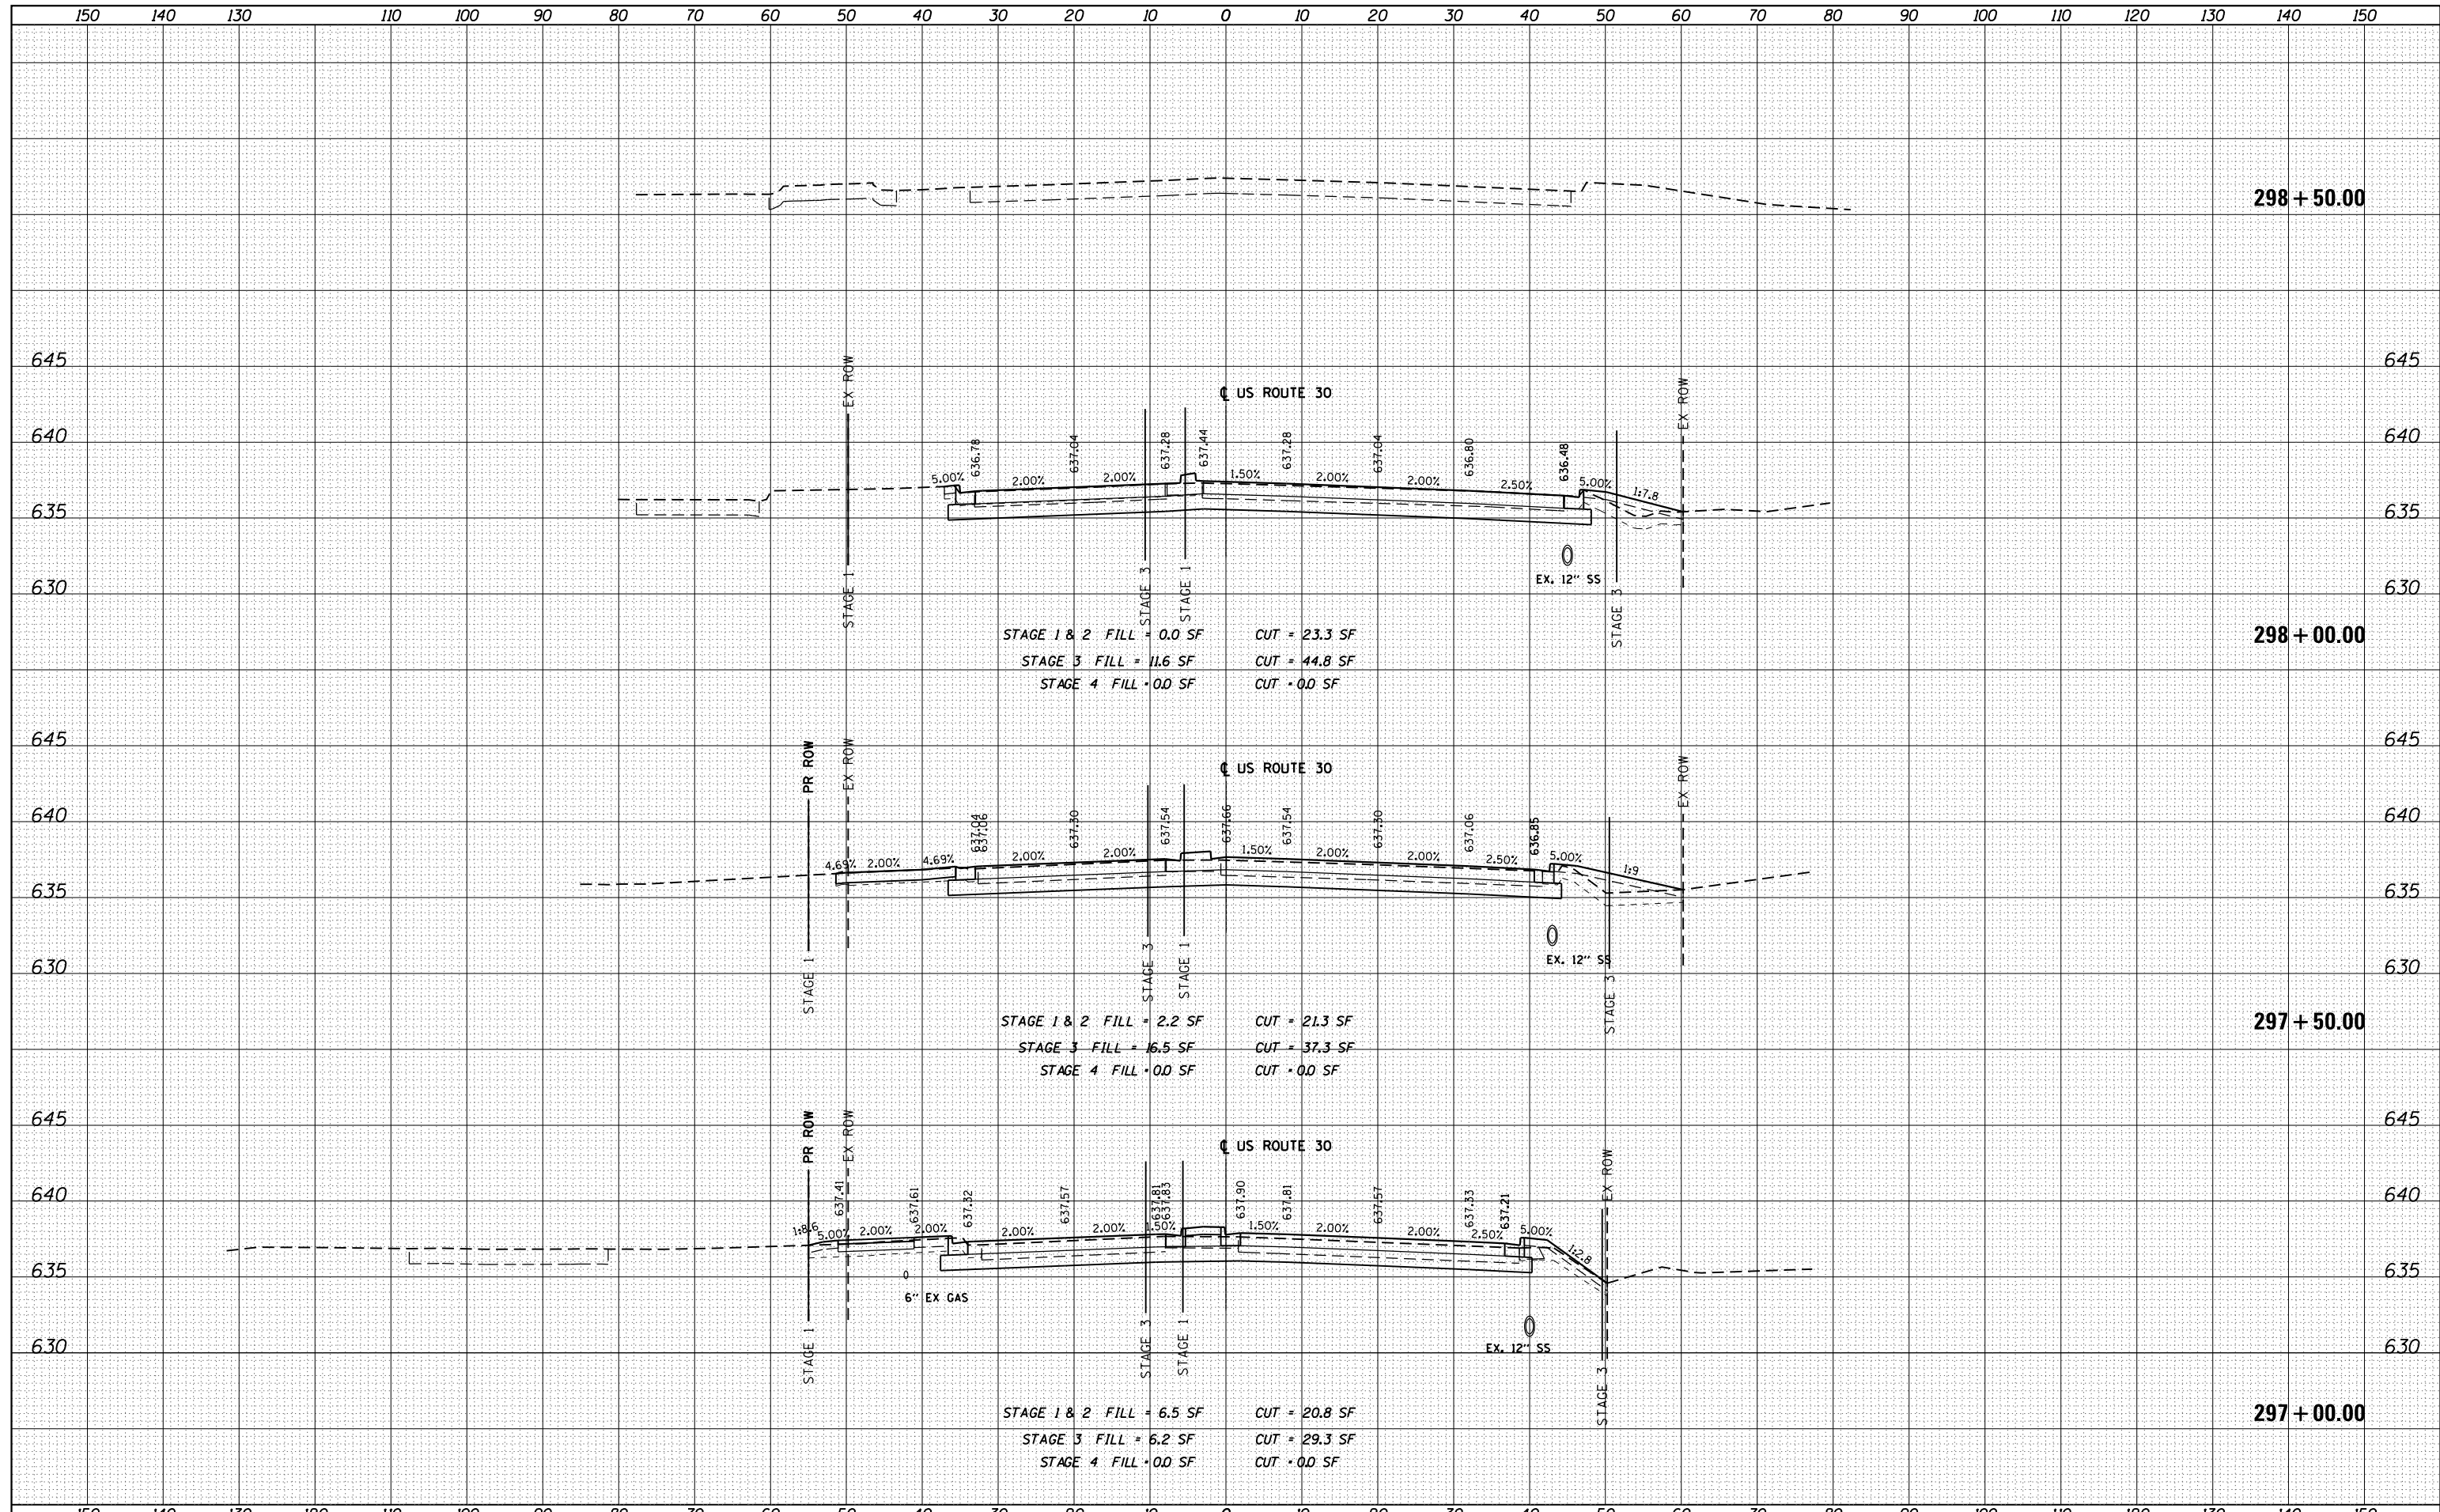 150 140 130 120 110 100 90 80 70 60 50 40 30 20 10 0 10 20 30 40 50 60 70 80 90 100 110 120 130 140 150
298 + 50.00
645 645
EX ROW
EX ROW
℄ US ROUTE 30
640 640
636.78 637.04 637.28 637.44 637.28 637.04 636.80 636.48
5.00% 2.00% 2.00% 1.50% 2.00% 2.00% 2.50% 5.00% 1:7.8
635 635
EX. 12" SS
630 630
STAGE 1 STAGE 3 STAGE 1 STAGE 3
STAGE 1 & 2 FILL = 0.0 SF CUT = 23.3 SF
298 + 00.00
STAGE 3 FILL = 11.6 SF CUT = 44.8 SF
STAGE 4 FILL = 0.0 SF CUT = 0.0 SF
645 645
PR ROW EX ROW EX ROW
℄ US ROUTE 30
640 640
637.04 637.06 637.30 637.54 637.66 637.54 637.30 637.06 636.85
4.69% 2.00% 4.69% 2.00% 2.00% 1.50% 2.00% 2.00% 2.50% 5.00% 1:9
635 635
EX. 12" SS
630 630
STAGE 1 STAGE 3 STAGE 1 STAGE 3
STAGE 1 & 2 FILL = 2.2 SF CUT = 21.3 SF
297 + 50.00
STAGE 3 FILL = 16.5 SF CUT = 37.3 SF
STAGE 4 FILL = 0.0 SF CUT = 0.0 SF
645 645
PR ROW EX ROW EX ROW
℄ US ROUTE 30
640 640
637.41 637.61 637.32 637.57 637.81 637.83 637.90 637.81 637.57 637.33 637.21
1:8.6 5.00% 2.00% 2.00% 2.00% 2.00% 1.50% 1.50% 2.00% 2.00% 2.50% 5.00% 1:2.8
635 635
0
6" EX GAS
EX. 12" SS
630 630
STAGE 1 STAGE 3 STAGE 1 STAGE 3
STAGE 1 & 2 FILL = 6.5 SF CUT = 20.8 SF
297 + 00.00
STAGE 3 FILL = 6.2 SF CUT = 29.3 SF
STAGE 4 FILL = 0.0 SF CUT = 0.0 SF